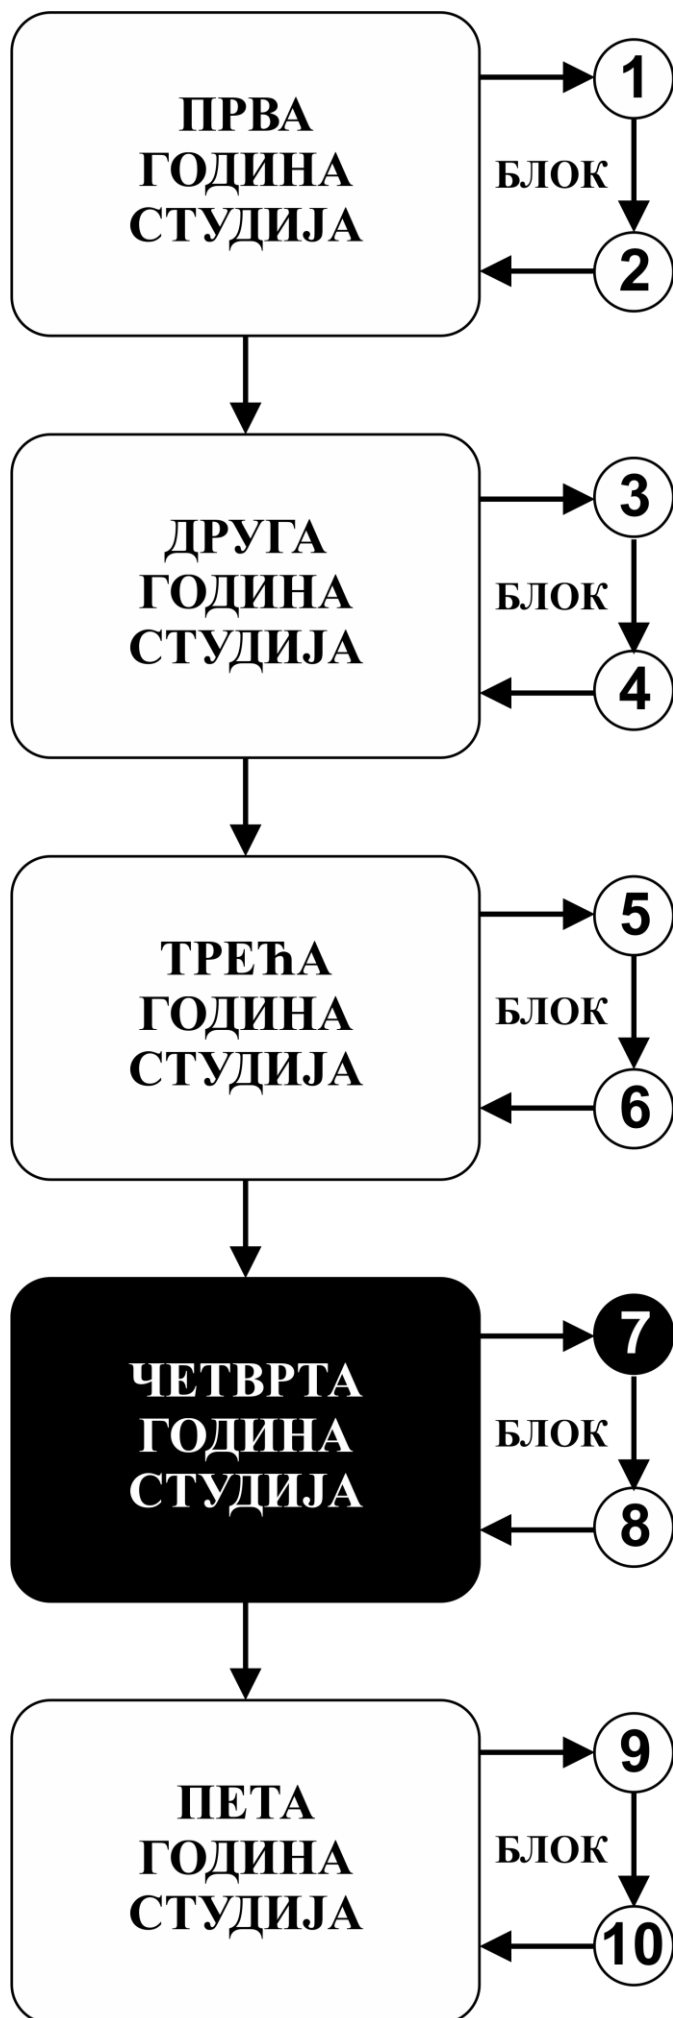 ПРВА
ГОДИНА
СТУДИЈА
1
БЛОК
2
ДРУГА
ГОДИНА
СТУДИЈА
3
БЛОК
4
ТРЕЋА
ГОДИНА
СТУДИЈА
5
БЛОК
6
ЧЕТВРТА
ГОДИНА
СТУДИЈА
7
БЛОК
8
ПЕТА
ГОДИНА
СТУДИЈА
9
БЛОК
10